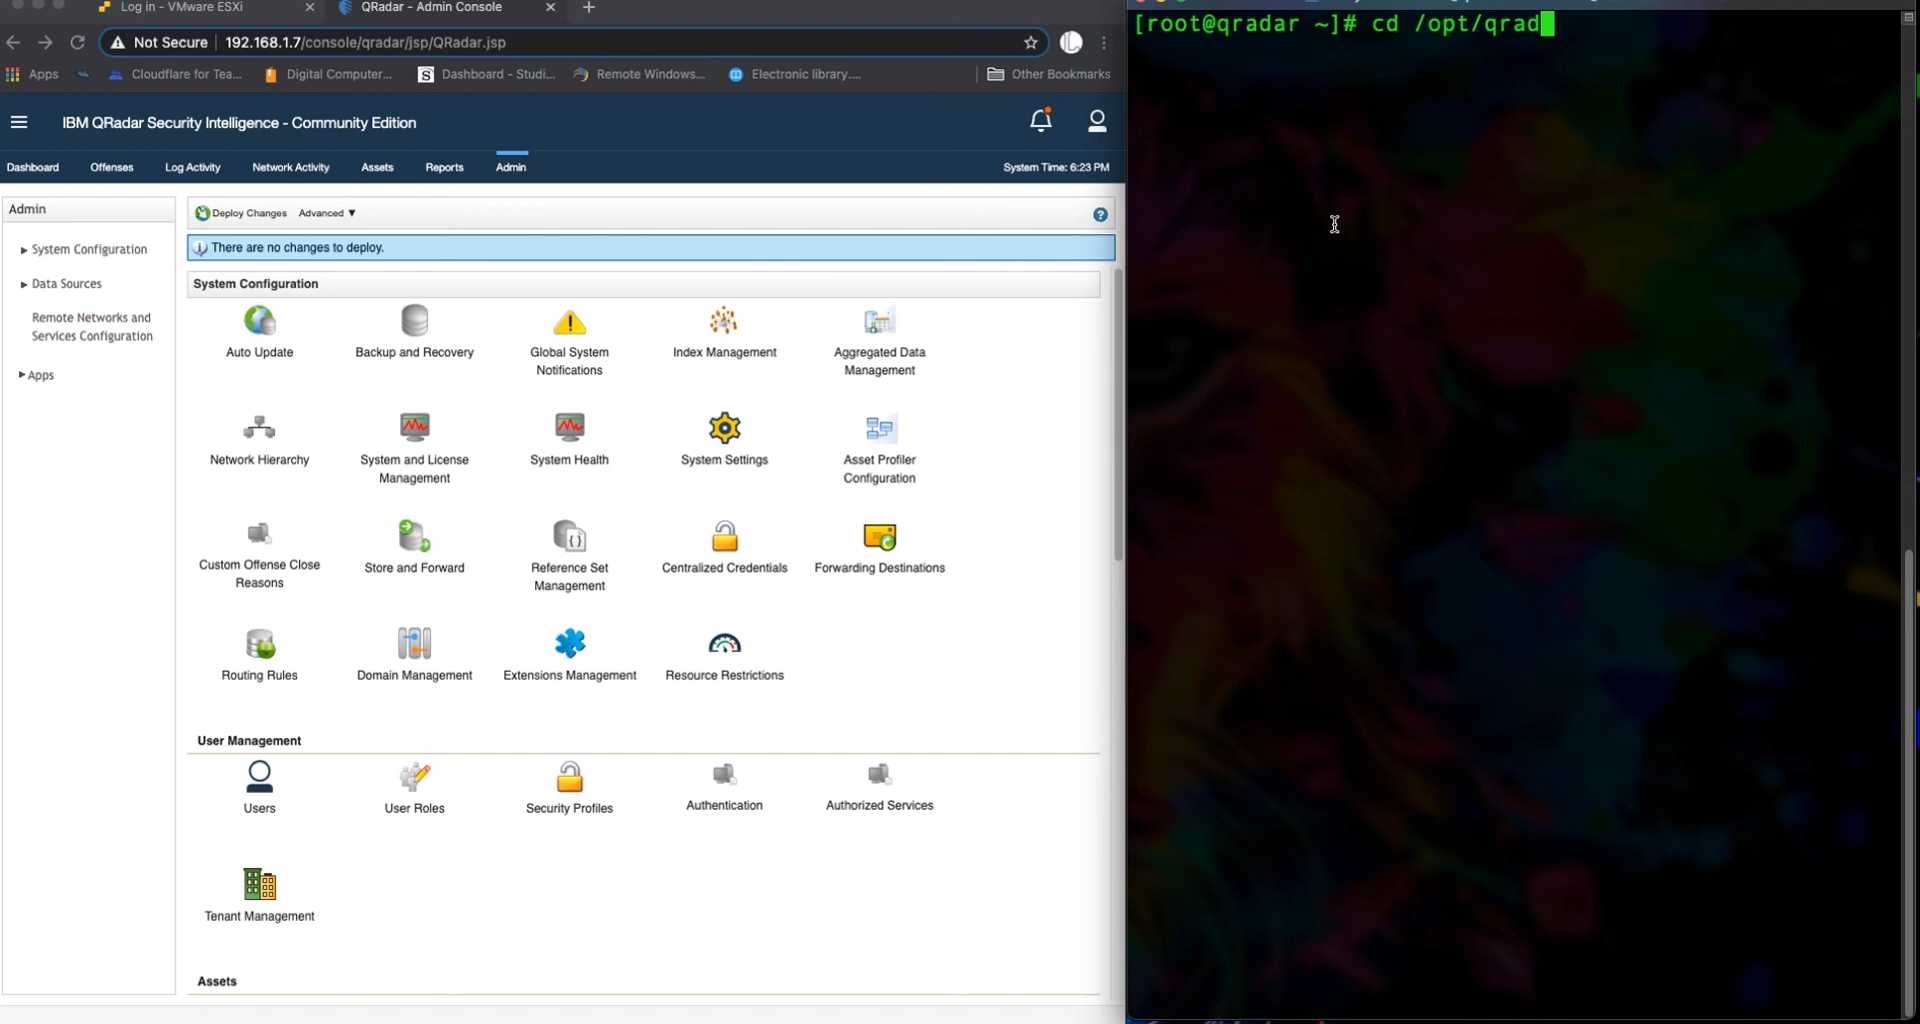 Log in - VMware ESXi
QRadar - Admin Console
Not Secure 192.168.1.7/console/qradar/jsp/QRadar.jsp
Apps Cloudflare for Tea... Digital Computer... Dashboard - Studi... Remote Windows... Electronic library.... Other Bookmarks
IBM QRadar Security Intelligence - Community Edition
Dashboard Offenses Log Activity Network Activity Assets Reports Admin System Time: 6:23 PM
Admin
System Configuration
Data Sources
Remote Networks and
Services Configuration
Apps
Deploy Changes Advanced ▼
There are no changes to deploy.
System Configuration
Auto Update
Backup and Recovery
Global System
Notifications
Index Management
Aggregated Data
Management
Network Hierarchy
System and License
Management
System Health
System Settings
Asset Profiler
Configuration
Custom Offense Close
Reasons
Store and Forward
Reference Set
Management
Centralized Credentials
Forwarding Destinations
Routing Rules
Domain Management
Extensions Management
Resource Restrictions
User Management
Users
User Roles
Security Profiles
Authentication
Authorized Services
Tenant Management
Assets
[root@qradar ~]# cd /opt/qrad